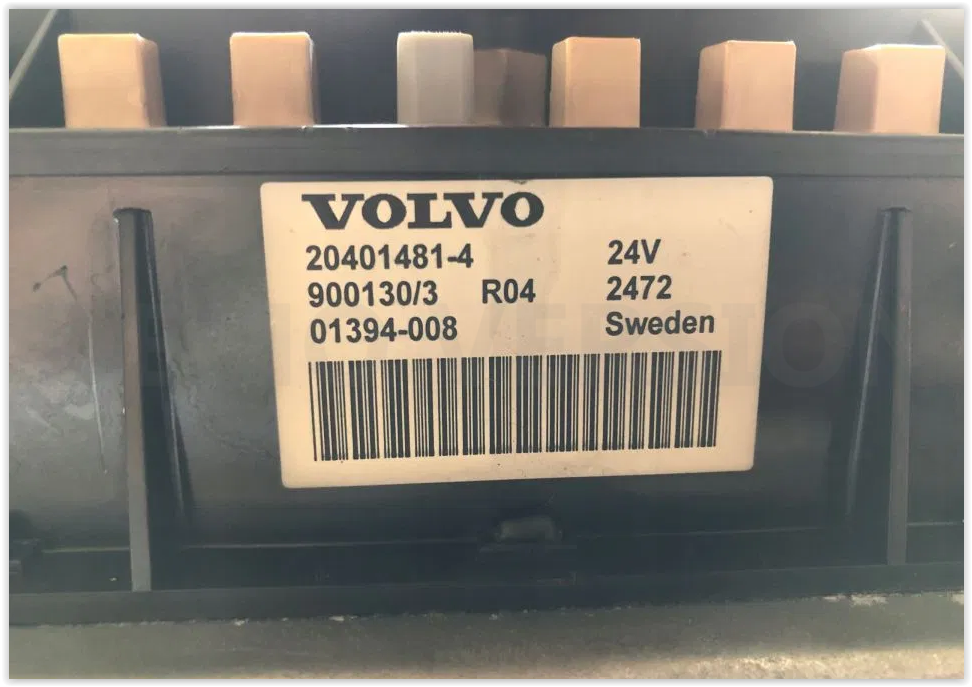 VOLVO
20401481-4 24V
900130/3 R04 2472
01394-008 Sweden